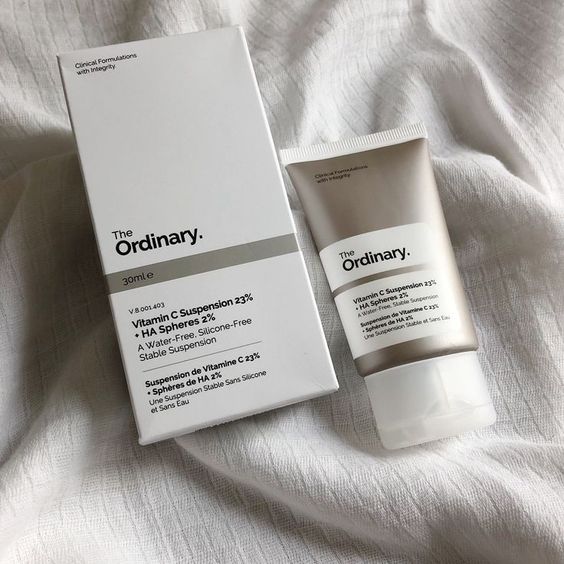 Clinical Formulations
with Integrity.
The
Ordinary.
30ml e
V.8.001.403
Vitamin C Suspension 23%
+ HA Spheres 2%
A Water-Free, Silicone-Free
Stable Suspension
Suspension de Vitamine C 23%
+ Sphères de HA 2%
Une Suspension Stable Sans Silicone
et Sans Eau
Clinical Formulations
with Integrity.
The
Ordinary.
Vitamin C Suspension 23%
+ HA Spheres 2%
A Water-Free, Stable Suspension
Suspension de Vitamine C 23%
+ Sphères de HA 2%
Une Suspension Stable et Sans Eau